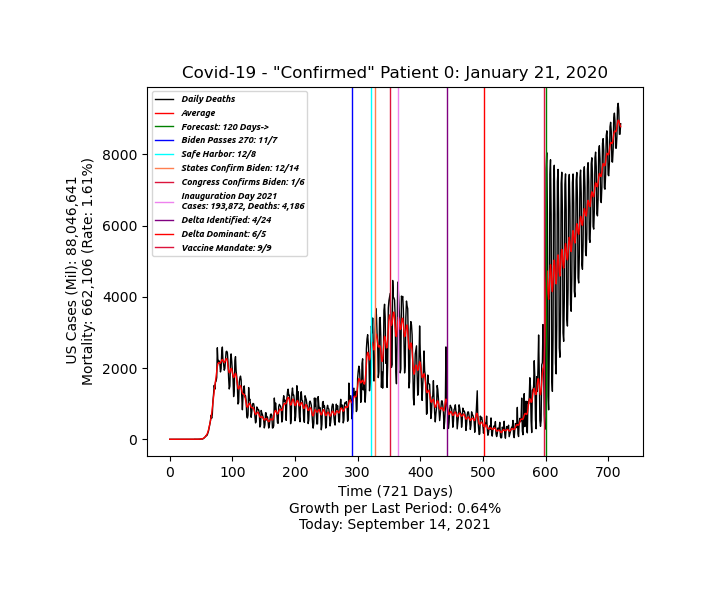 Covid-19 - "Confirmed" Patient 0: January 21, 2020
US Cases (Mil): 88,046,641
Mortality: 662,106 (Rate: 1.61%)
8000
6000
4000
2000
0
Daily Deaths
Average
Forecast: 120 Days->
Biden Passes 270: 11/7
Safe Harbor: 12/8
States Confirm Biden: 12/14
Congress Confirms Biden: 1/6
Inauguration Day 2021
Cases: 193,872, Deaths: 4,186
Delta Identified: 4/24
Delta Dominant: 6/5
Vaccine Mandate: 9/9
0 100 200 300 400 500 600 700
Time (721 Days)
Growth per Last Period: 0.64%
Today: September 14, 2021